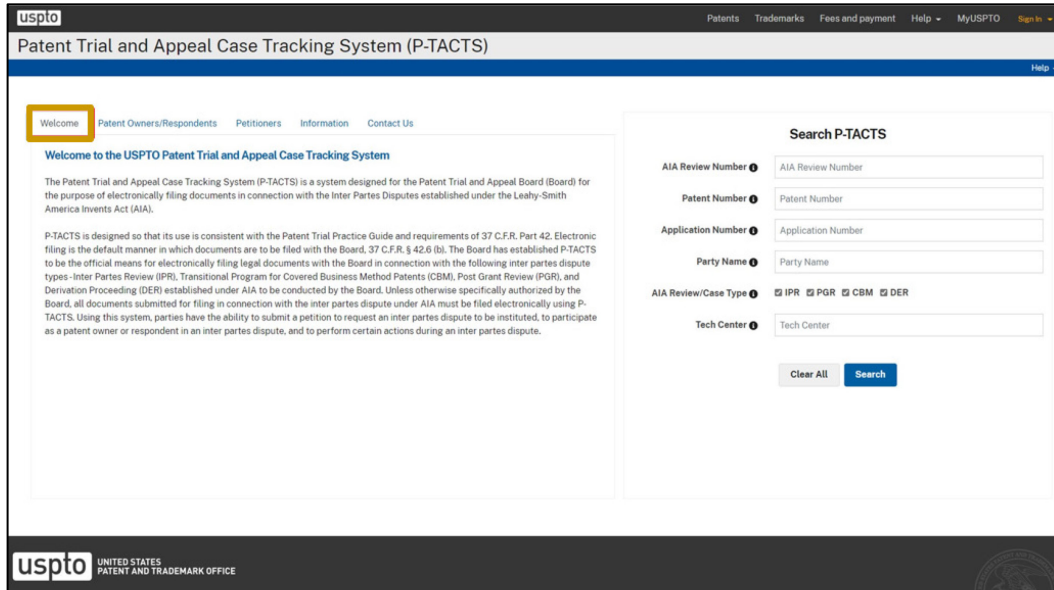 uspto
Patents Trademarks Fees and payment Help MyUSPTO Sign In
Patent Trial and Appeal Case Tracking System (P-TACTS)
Help
Welcome Patent Owners/Respondents Petitioners Information Contact Us
Welcome to the USPTO Patent Trial and Appeal Case Tracking System
The Patent Trial and Appeal Case Tracking System (P-TACTS) is a system designed for the Patent Trial and Appeal Board (Board) for
the purpose of electronically filing documents in connection with the Inter Partes Disputes established under the Leahy-Smith
America Invents Act (AIA).
P-TACTS is designed so that its use is consistent with the Patent Trial Practice Guide and requirements of 37 C.F.R. Part 42. Electronic
filing is the default manner in which documents are to be filed with the Board, 37 C.F.R. § 42.6 (b). The Board has established P-TACTS
to be the official means for electronically filing legal documents with the Board in connection with the following inter partes dispute
types-Inter Partes Review (IPR), Transitional Program for Covered Business Method Patents (CBM), Post Grant Review (PGR), and
Derivation Proceeding (DER) established under AIA to be conducted by the Board. Unless otherwise specifically authorized by the
Board, all documents submitted for filing in connection with the inter partes dispute under AIA must be filed electronically using P-
TACTS. Using this system, parties have the ability to submit a petition to request an inter partes dispute to be instituted, to participate
as a patent owner or respondent in an inter partes dispute, and to perform certain actions during an inter partes dispute.
Search P-TACTS
AIA Review Number AIA Review Number
Patent Number Patent Number
Application Number Application Number
Party Name Party Name
AIA Review/Case Type IPR PGR CBM DER
Tech Center Tech Center
Clear All Search
uspto UNITED STATES
PATENT AND TRADEMARK OFFICE